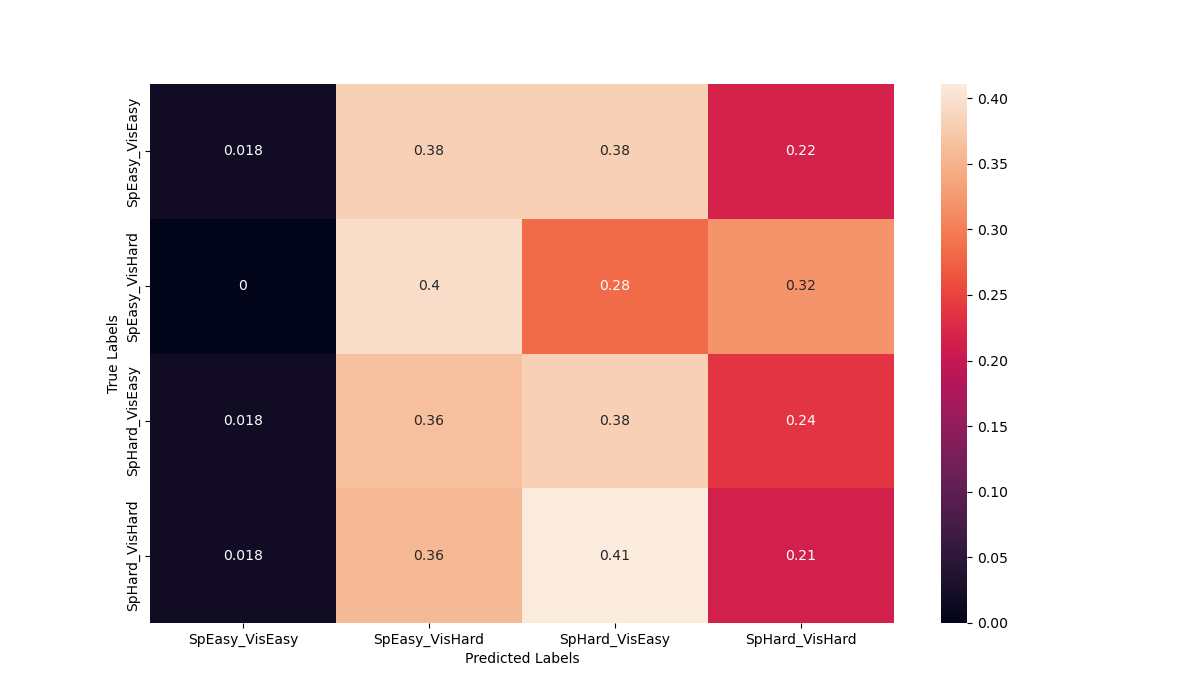 SpEasy_VisEasy 0.018 0.38 0.38 0.22
SpEasy_VisHard 0 0.4 0.28 0.32
SpHard_VisEasy 0.018 0.36 0.38 0.24
SpHard_VisHard 0.018 0.36 0.41 0.21
True Labels
SpEasy_VisEasy SpEasy_VisHard SpHard_VisEasy SpHard_VisHard
Predicted Labels
0.40
0.35
0.30
0.25
0.20
0.15
0.10
0.05
0.00